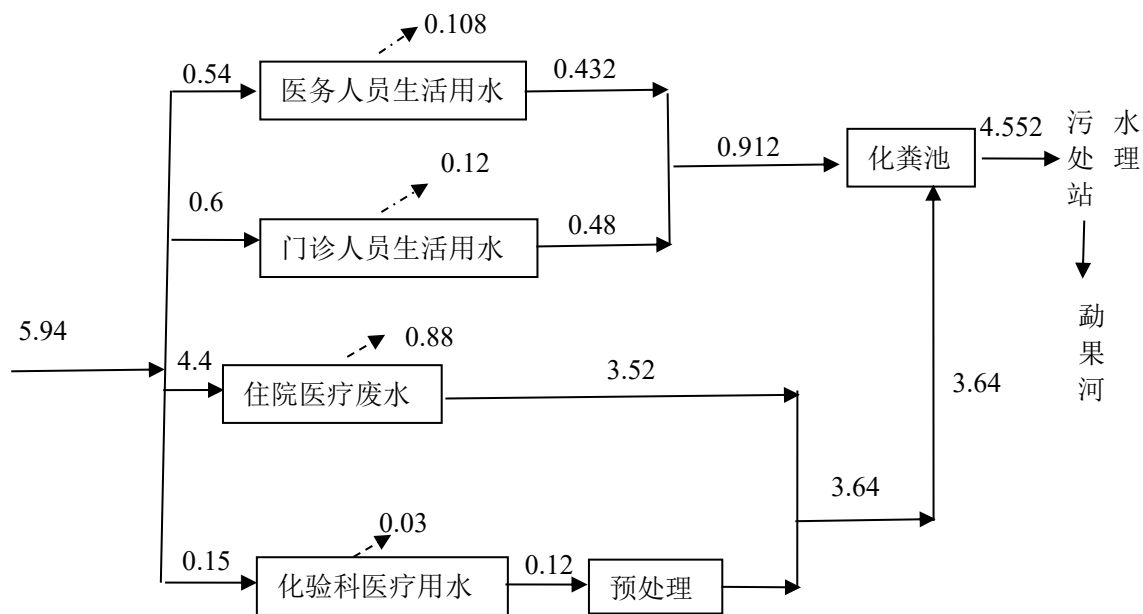 0.108
0.54
医务人员生活用水
0.432
污 水
处 理
站
4.552
化粪池
0.912
0.12
0.6
门诊人员生活用水
0.48
5.94
0.88
4.4
住院医疗废水
3.52
3.64
勐
果
河
3.64
0.03
0.15
化验科医疗用水
0.12
预处理